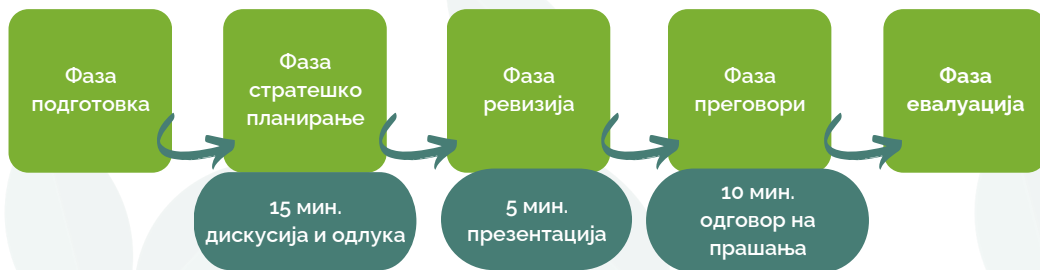 Фаза
подготовка
Фаза
стратешко
планирање
Фаза
ревизија
Фаза
преговори
Фаза
евалуација
15 мин.
дискусија и одлука
5 мин.
презентација
10 мин.
одговор на
прашања